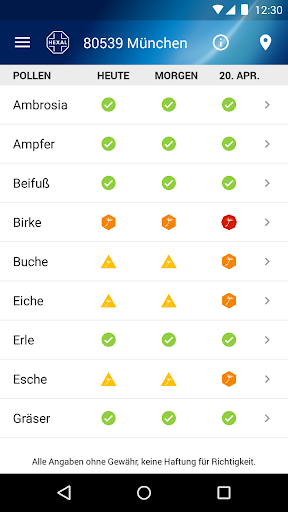 12:30
HEXAL
80539 München
POLLEN HEUTE MORGEN 20. APR.
Ambrosia
Ampfer
Beifuß
Birke
Buche
Eiche
Erle
Esche
Gräser
Alle Angaben ohne Gewähr, keine Haftung für Richtigkeit.